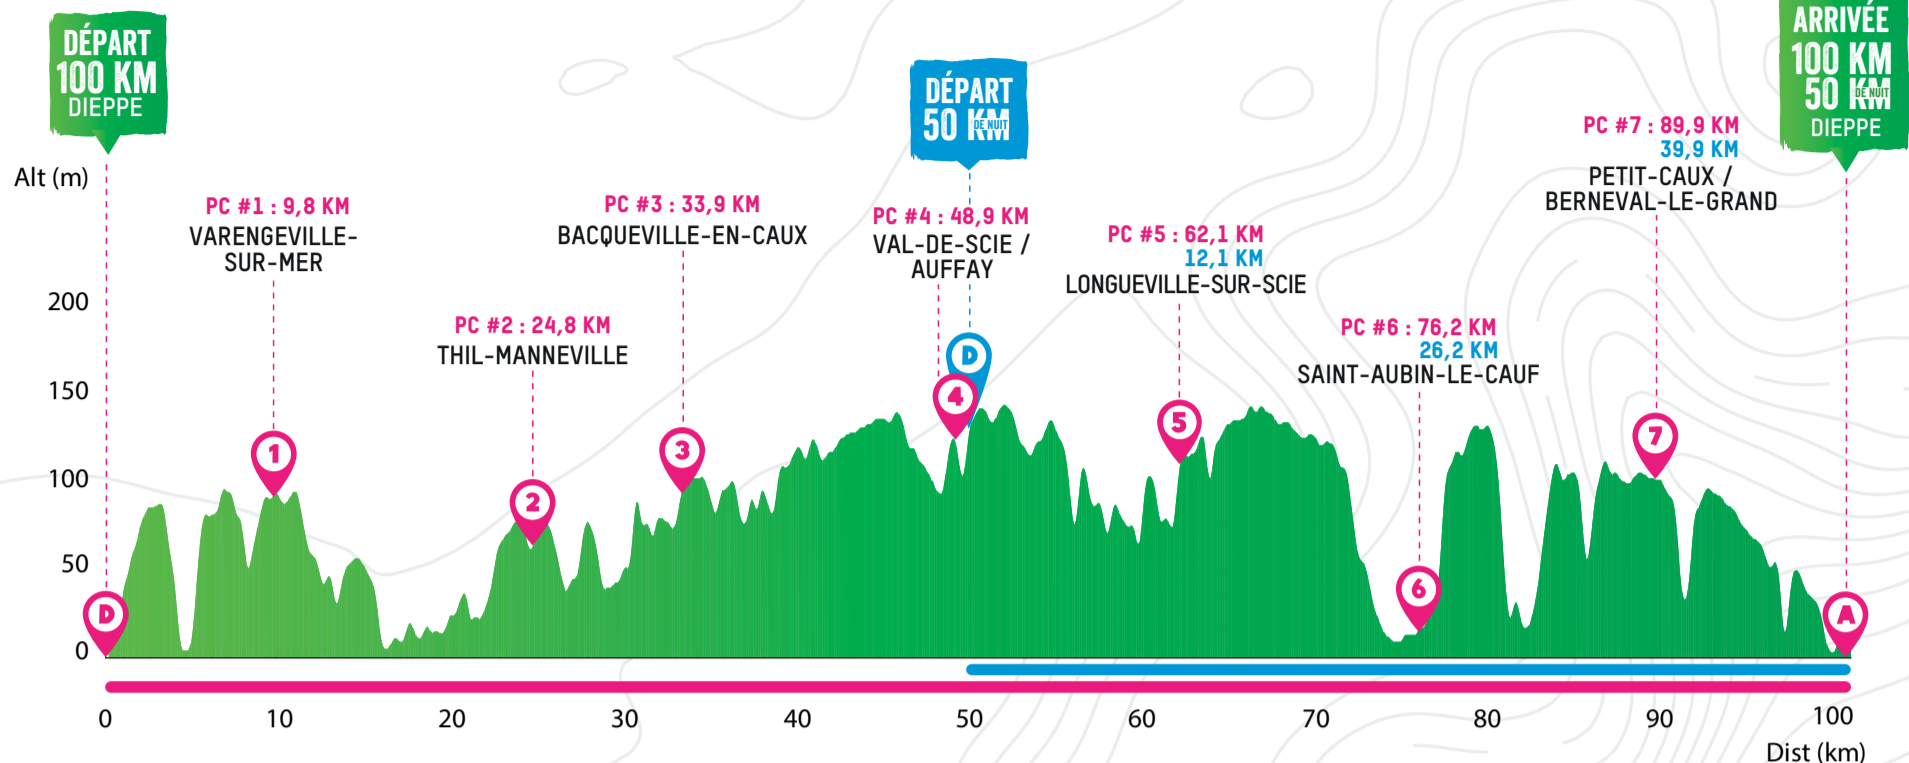 DÉPART
100 KM
DIEPPE
DÉPART
50 KM
DE NUIT
ARRIVÉE
100 KM
50 KM
DE NUIT
DIEPPE
Alt (m)
PC #1 : 9,8 KM
VARENGEVILLE-
SUR-MER
PC #2 : 24,8 KM
THIL-MANNEVILLE
PC #3 : 33,9 KM
BACQUEVILLE-EN-CAUX
PC #4 : 48,9 KM
VAL-DE-SCIE /
AUFFAY
PC #5 : 62,1 KM
12,1 KM
LONGUEVILLE-SUR-SCIE
PC #6 : 76,2 KM
26,2 KM
SAINT-AUBIN-LE-CAUF
PC #7 : 89,9 KM
39,9 KM
PETIT-CAUX /
BERNEVAL-LE-GRAND
200
150
100
50
0
D
1
2
3
4
D
5
6
7
A
0 10 20 30 40 50 60 70 80 90 100
Dist (km)